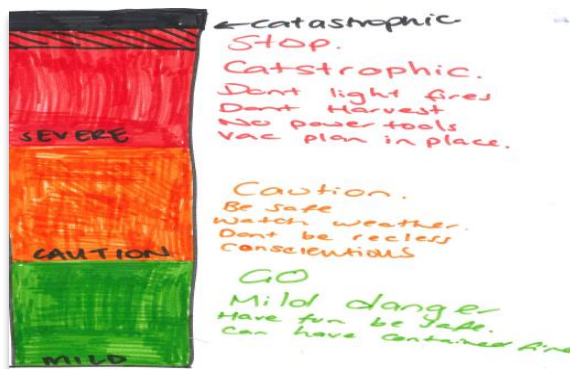 catastrophic
Stop.
Catstrophic.
Dont light fires
Dont Harvest
No power tools
Vac plan in place.
SEVERE
Caution.
Be safe
Watch weather.
Dont be recless
conscientious
CAUTION
GO
Mild danger
Have fun be safe.
Can have contained fire
MILD